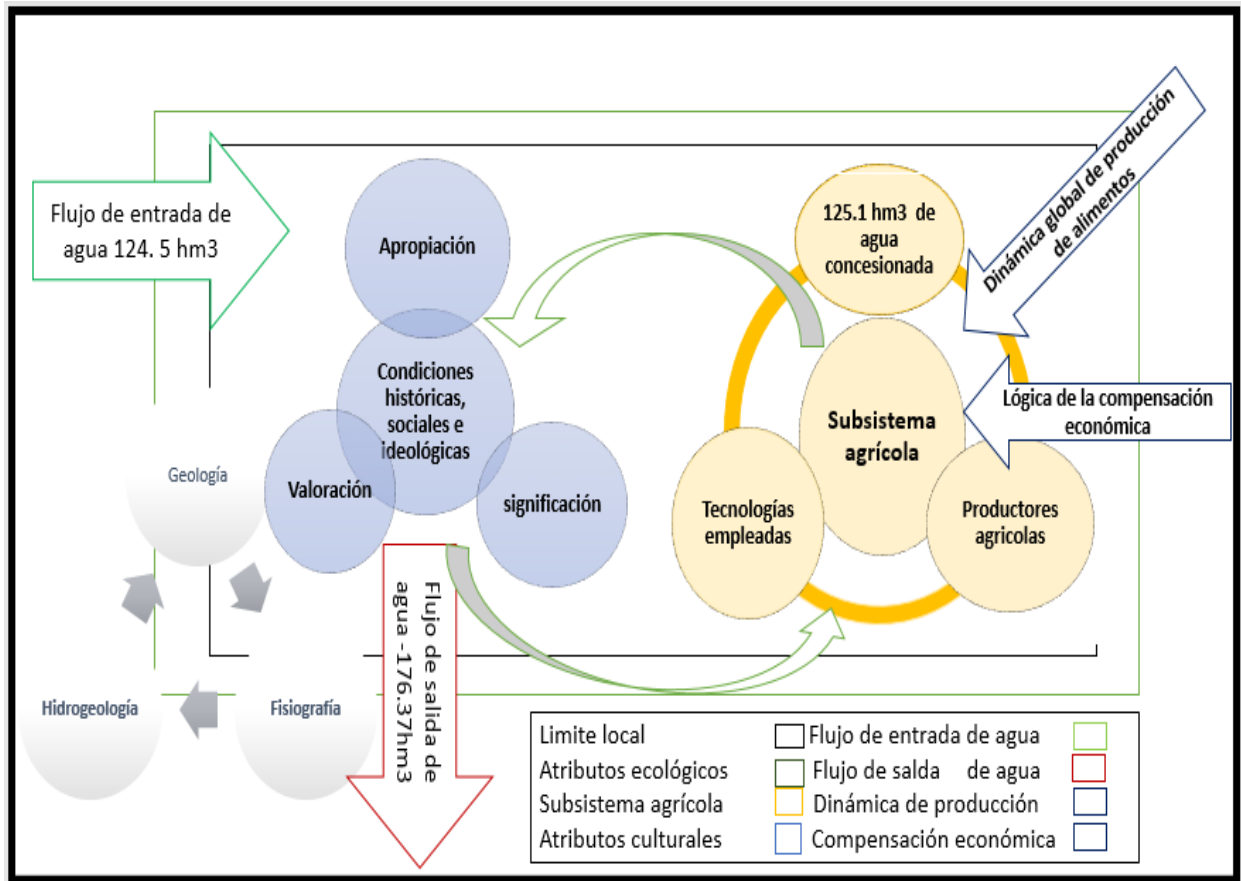 Flujo de entrada de
agua 124. 5 hm3
Apropiación
Condiciones
históricas,
sociales e
ideológicas
Valoración
significación
125.1 hm3 de
agua
concesionada
Subsistema
agrícola
Tecnologías
empleadas
Productores
agricolas
Dinámica global de producción
de alimentos
Lógica de la compensación
económica
Geología
Hidrogeología
Fisiografía
Flujo de salida de
agua -176.37hm3
Limite local
Flujo de entrada de agua
Atributos ecológicos
Flujo de salda de agua
Subsistema agrícola
Dinámica de producción
Atributos culturales
Compensación económica